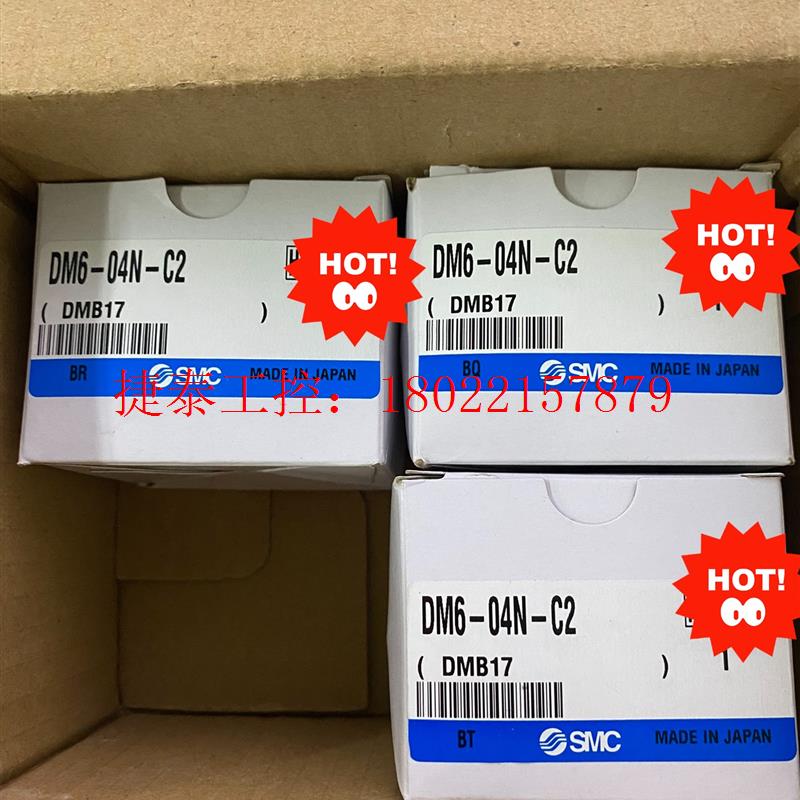 DM6-04N-C2
( DMB17 )
BR SMC MADE IN JAPAN
HOT!
DM6-04N-C2
( DMB17 )
BQ SMC MADE IN JAPAN
HOT!
捷泰工控：18022157879
DM6-04N-C2
( DMB17 ) 1
BT SMC MADE IN JAPAN
HOT!